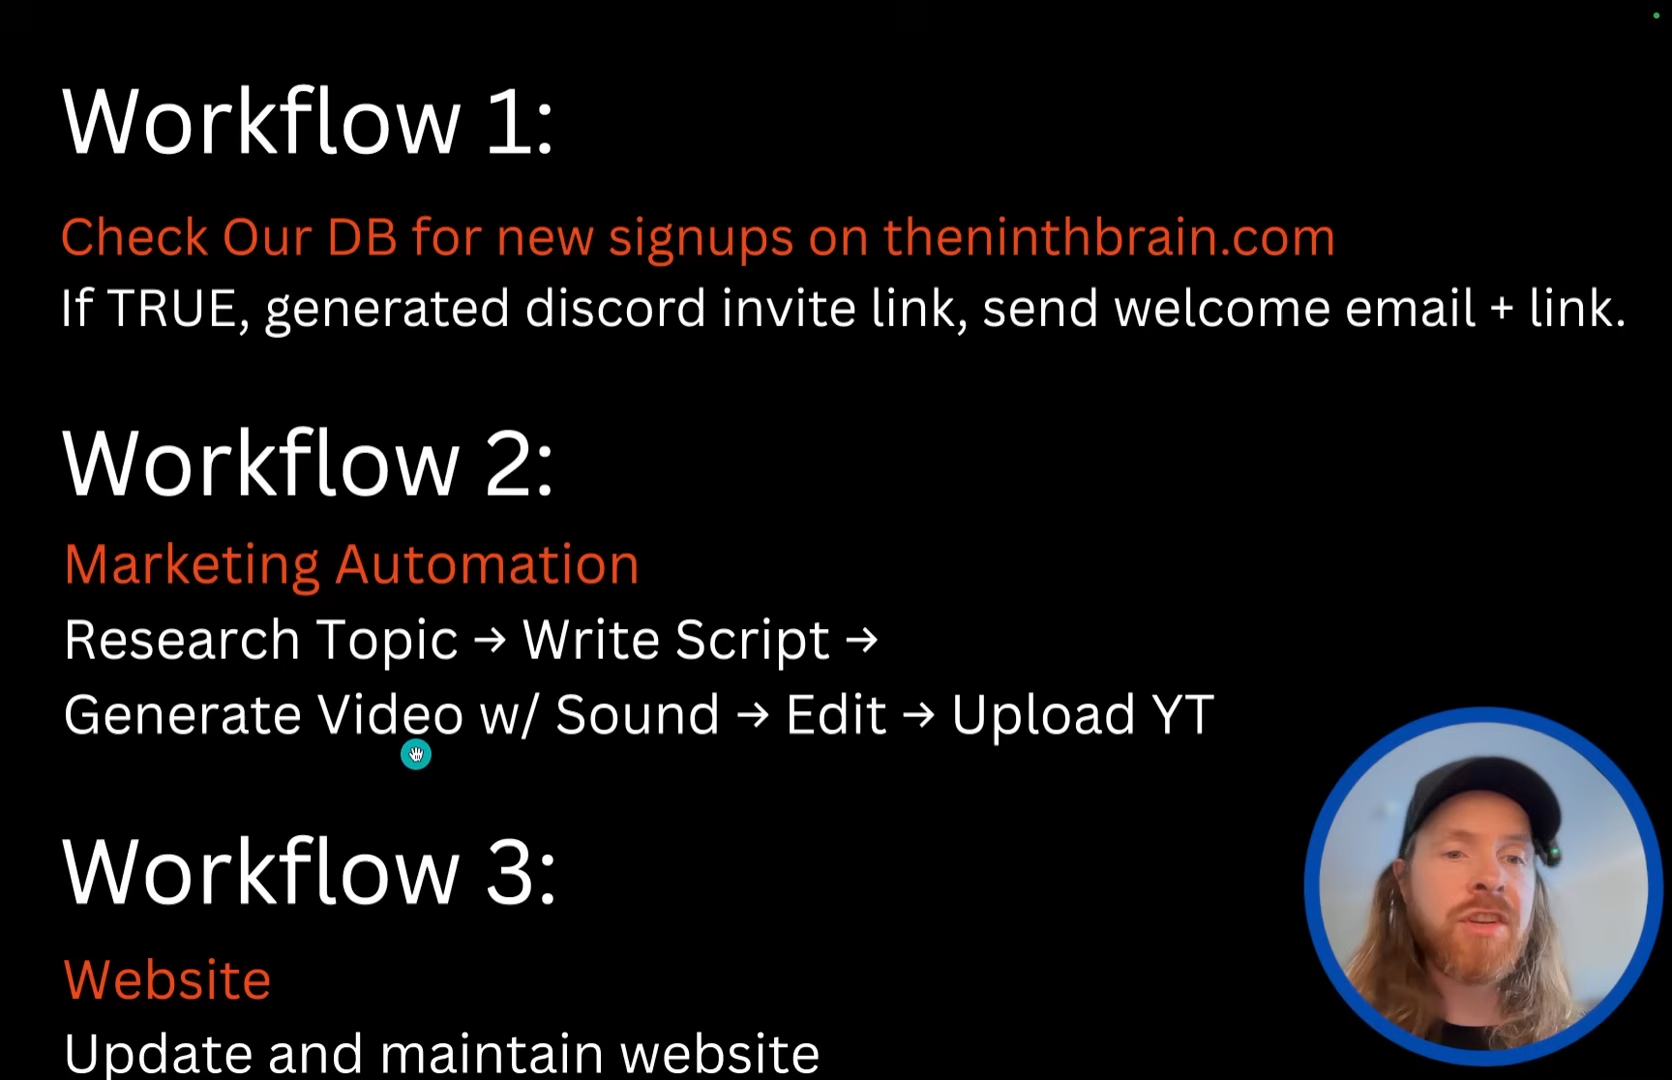 Workflow 1:
Check Our DB for new signups on theninthbrain.com
If TRUE, generated discord invite link, send welcome email + link.
Workflow 2:
Marketing Automation
Research Topic → Write Script →
Generate Video w/ Sound → Edit → Upload YT
Workflow 3:
Website
Update and maintain website